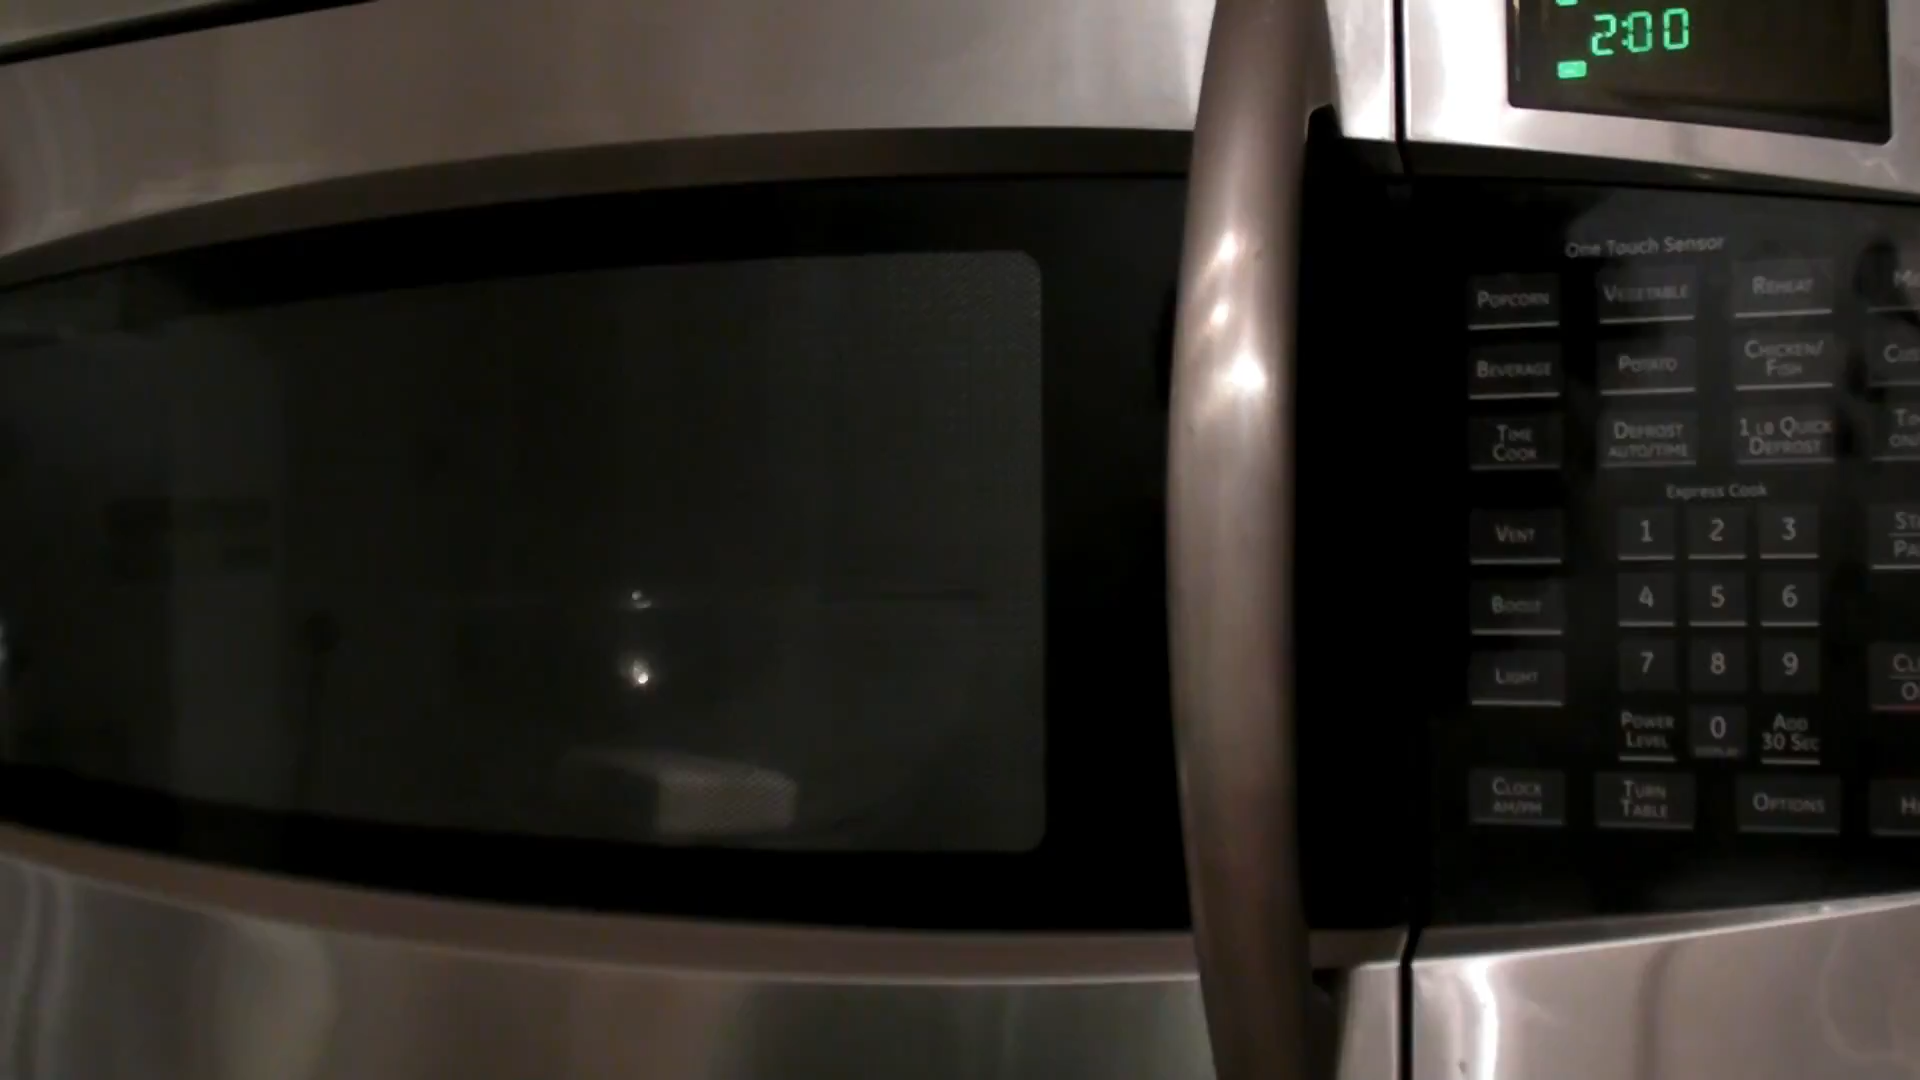 2:00
One Touch Sensor
POPCORN
VEGETABLE
REHEAT
BEVERAGE
POTATO
CHICKEN/
FISH
TIME
COOK
DEFROST
AUTO/TIME
1 LB QUICK
DEFROST
Express Cook
VENT
1
2
3
BOOST
4
5
6
LIGHT
7
8
9
POWER
LEVEL
0
ADD
30 SEC
CLOCK
AM/PM
TURN
TABLE
OPTIONS